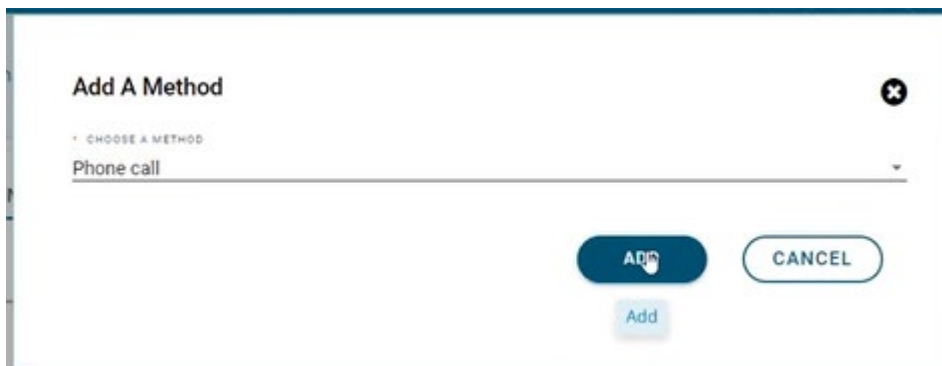 Add A Method
* CHOOSE A METHOD
Phone call
ADD CANCEL
Add